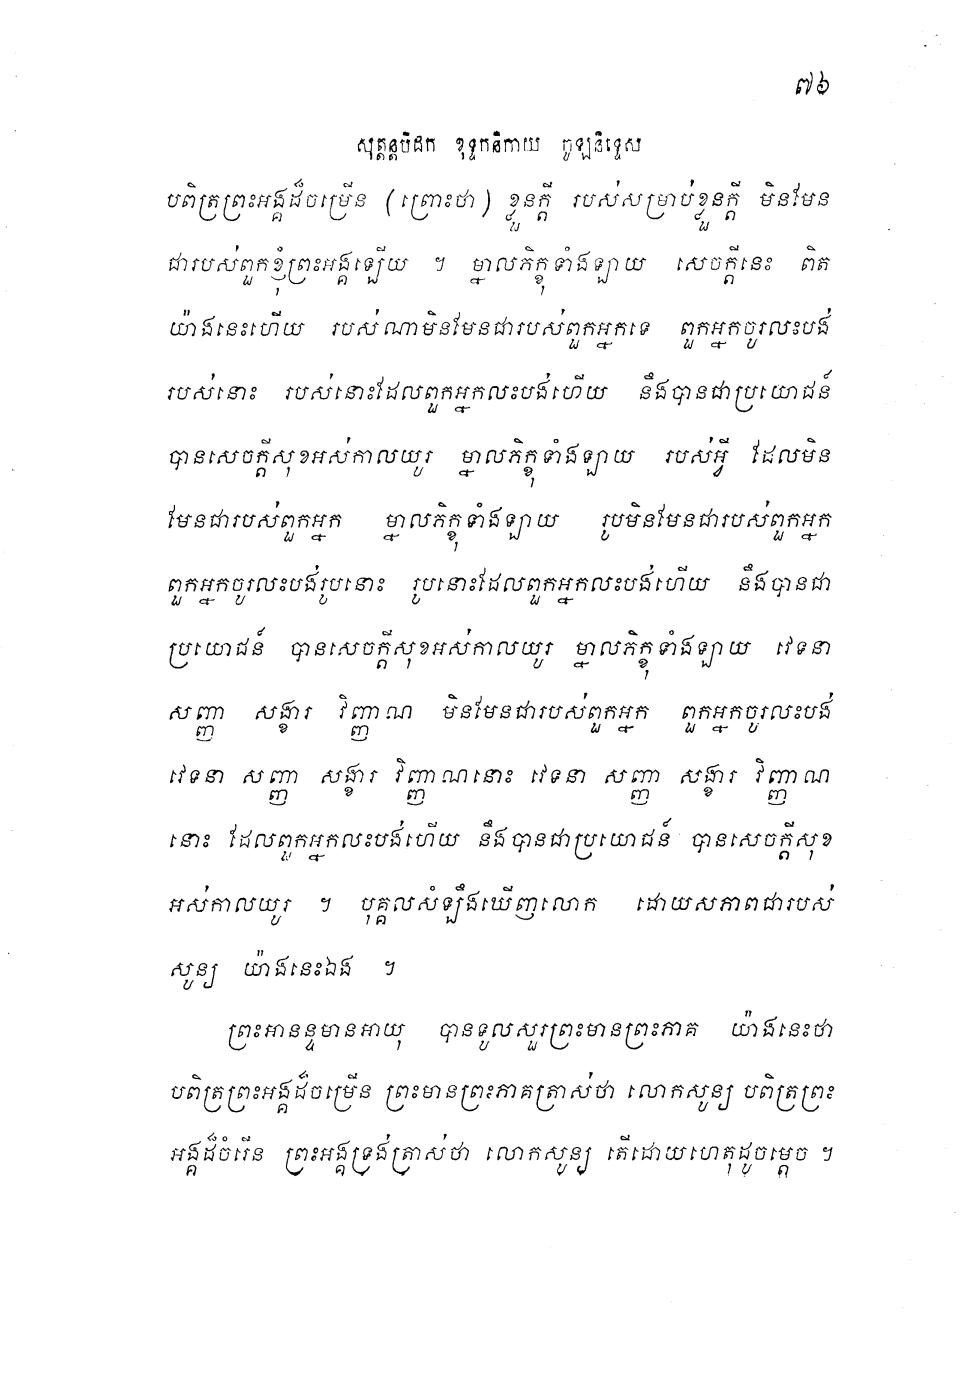 ៧៦
សុត្តន្តបិដក ខុទ្ទកនិកាយ ចូឡនិទ្ទេស
បពិត្រព្រះអង្គដ៏ចម្រើន (ព្រោះថា) ខ្លួនក្តី របស់សម្រាប់ខ្លួនក្តី មិនមែន
ជារបស់ពួកខ្ញុំព្រះអង្គឡើយ ។ ម្នាលភិក្ខុទាំងឡាយ សេចក្តីនេះ ពិត
យ៉ាងនេះហើយ របស់ណាមិនមែនជារបស់ពួកអ្នកទេ ពួកអ្នកចូរលះបង់
របស់នោះ របស់នោះដែលពួកអ្នកលះបង់ហើយ នឹងបានជាប្រយោជន៍
បានសេចក្តីសុខអស់កាលយូរ ម្នាលភិក្ខុទាំងឡាយ របស់អ្វី ដែលមិន
មែនជារបស់ពួកអ្នក ម្នាលភិក្ខុទាំងឡាយ រូបមិនមែនជារបស់ពួកអ្នក
ពួកអ្នកចូរលះបង់រូបនោះ រូបនោះដែលពួកអ្នកលះបង់ហើយ នឹងបានជា
ប្រយោជន៍ បានសេចក្តីសុខអស់កាលយូរ ម្នាលភិក្ខុទាំងឡាយ វេទនា
សញ្ញា សង្ខារ វិញ្ញាណ មិនមែនជារបស់ពួកអ្នក ពួកអ្នកចូរលះបង់
វេទនា សញ្ញា សង្ខារ វិញ្ញាណនោះ វេទនា សញ្ញា សង្ខារ វិញ្ញាណ
នោះ ដែលពួកអ្នកលះបង់ហើយ នឹងបានជាប្រយោជន៍ បានសេចក្តីសុខ
អស់កាលយូរ ។ បុគ្គលសំឡឹងឃើញលោក ដោយសភាពជារបស់
សូន្យ យ៉ាងនេះឯង ។
ព្រះអានន្ទមានអាយុ បានទូលសួរព្រះមានព្រះភាគ យ៉ាងនេះថា
បពិត្រព្រះអង្គដ៏ចម្រើន ព្រះមានព្រះភាគត្រាស់ថា លោកសូន្យ បពិត្រព្រះ
អង្គដ៏ចំរើន ព្រះអង្គទ្រង់ត្រាស់ថា លោកសូន្យ តើដោយហេតុដូចម្តេច ។